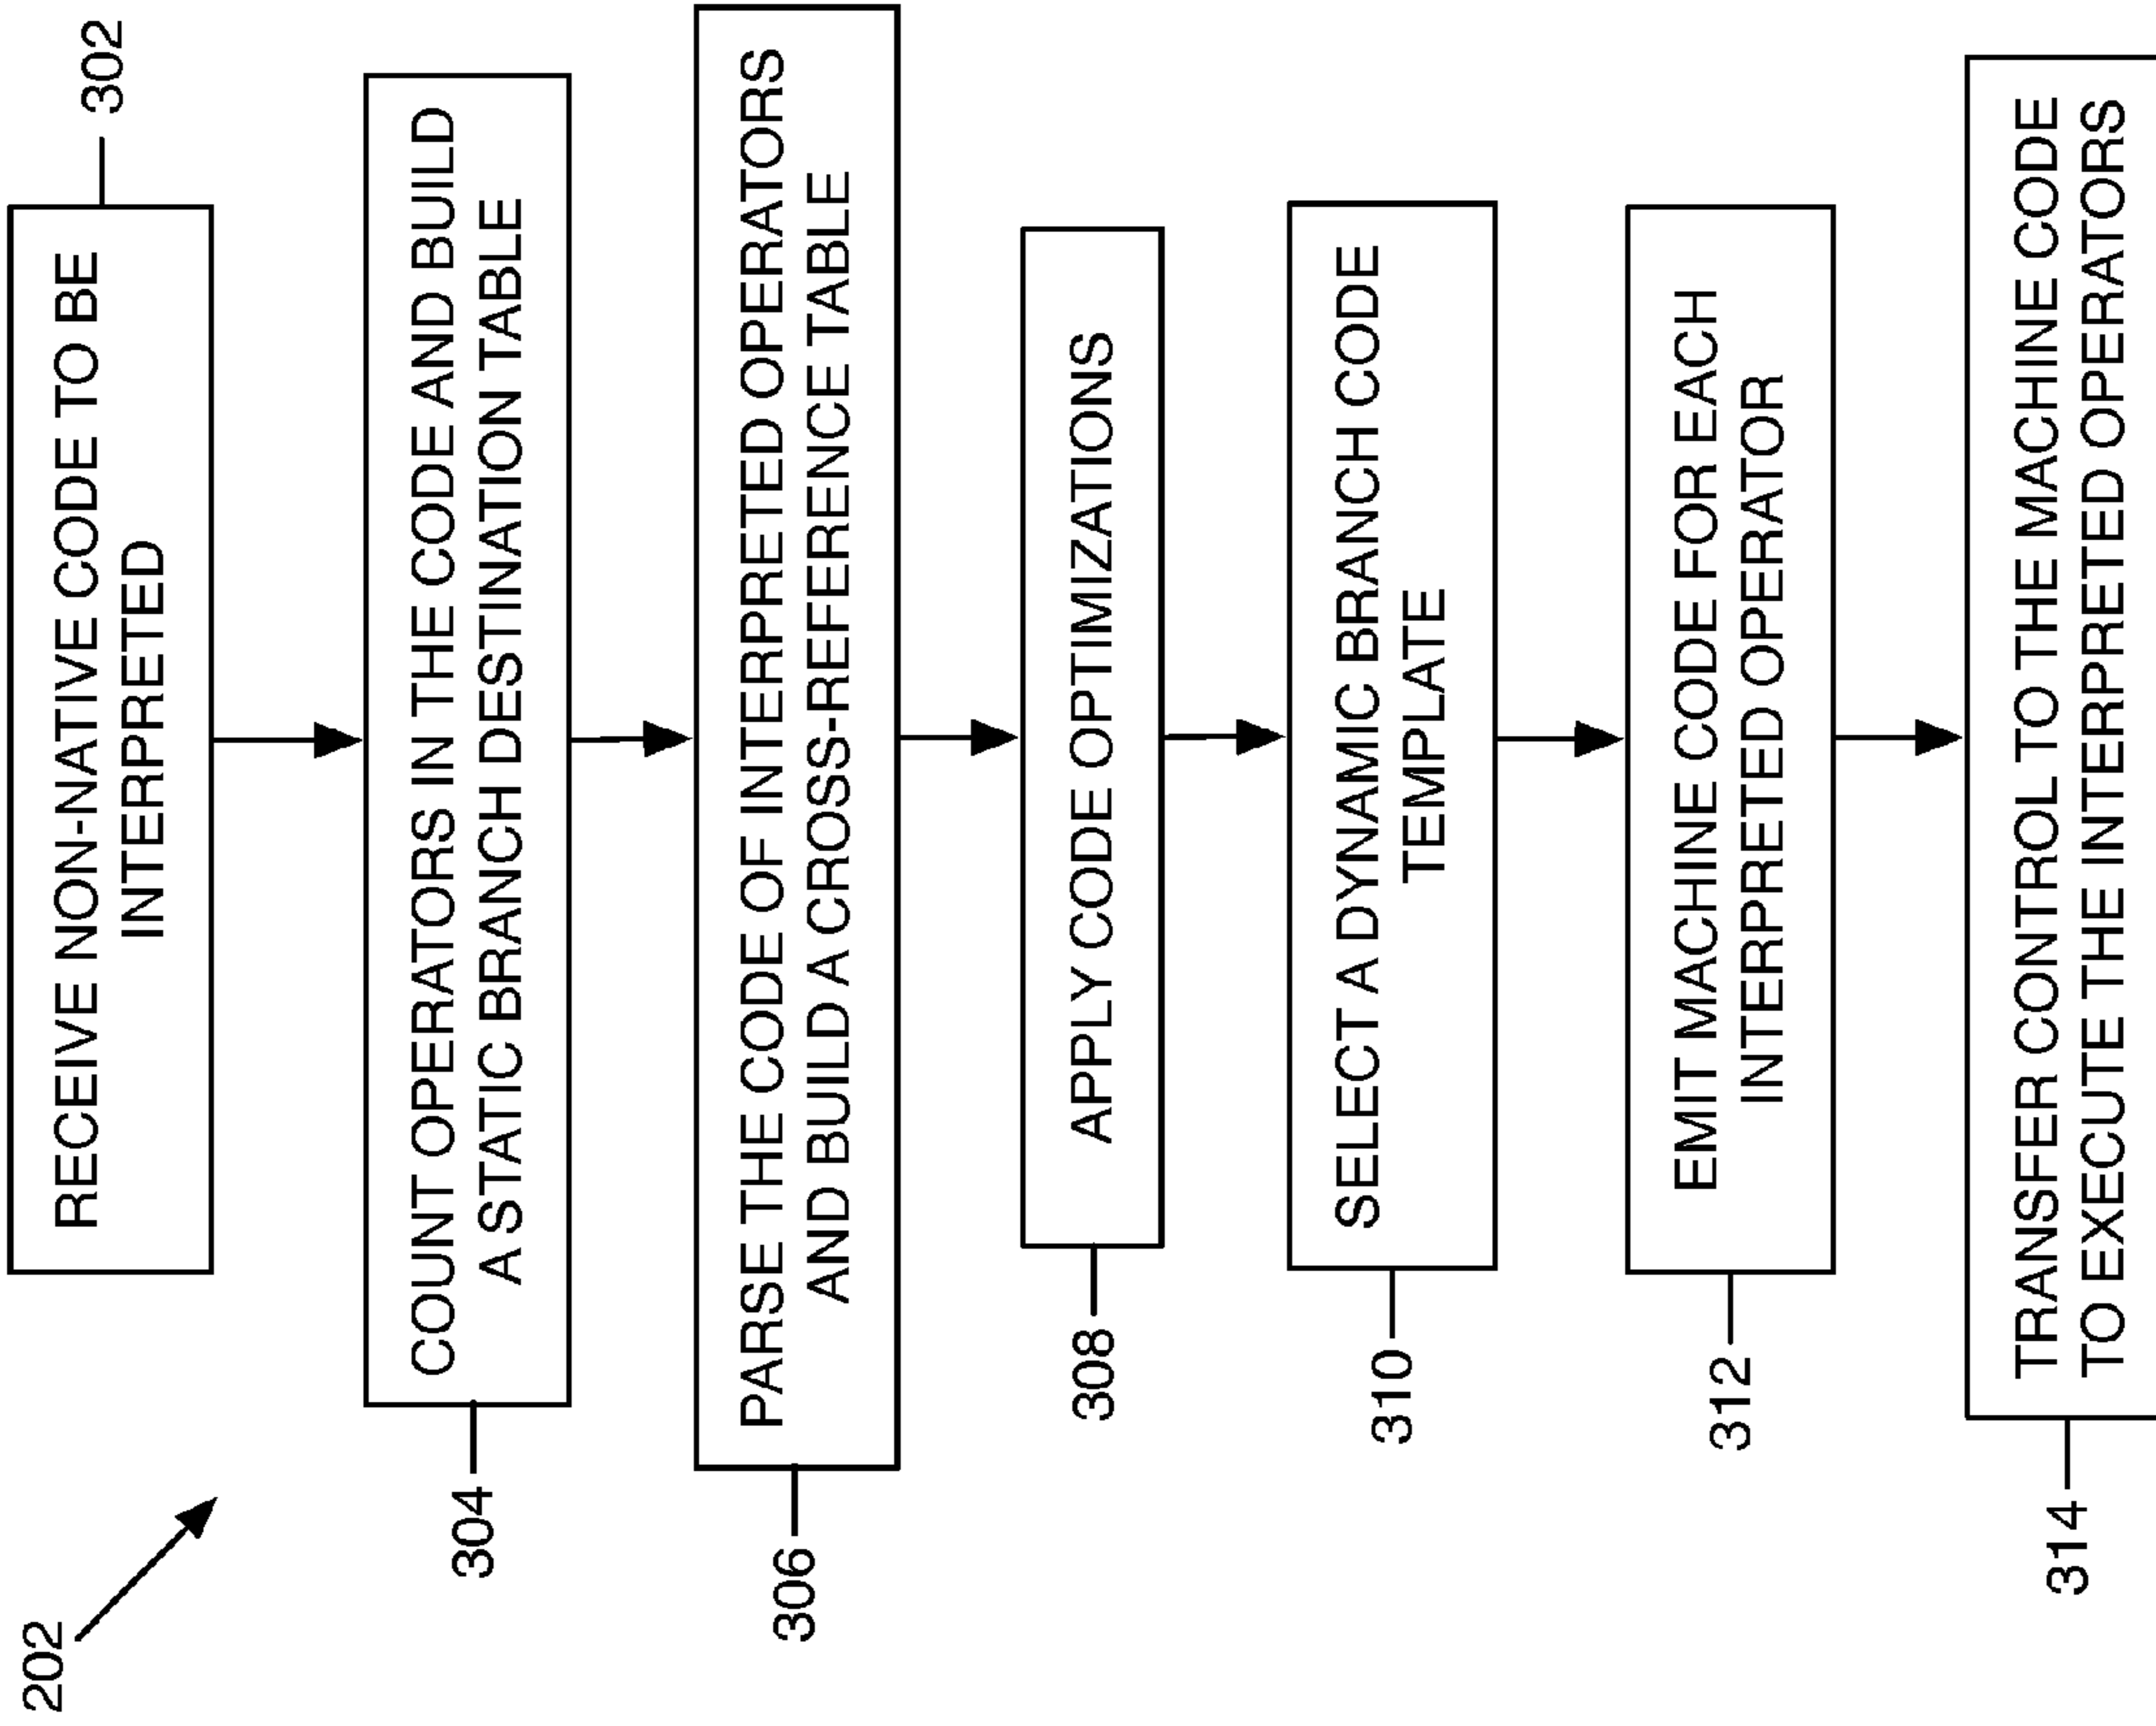 202
302
RECEIVE NON-NATIVE CODE TO BE
INTERPRETED
304
COUNT OPERATORS IN THE CODE AND BUILD
A STATIC BRANCH DESTINATION TABLE
306
PARSE THE CODE OF INTERPRETED OPERATORS
AND BUILD A CROSS-REFERENCE TABLE
308
APPLY CODE OPTIMIZATIONS
310
SELECT A DYNAMIC BRANCH CODE
TEMPLATE
312
EMIT MACHINE CODE FOR EACH
INTERPRETED OPERATOR
314
TRANSFER CONTROL TO THE MACHINE CODE
TO EXECUTE THE INTERPRETED OPERATORS